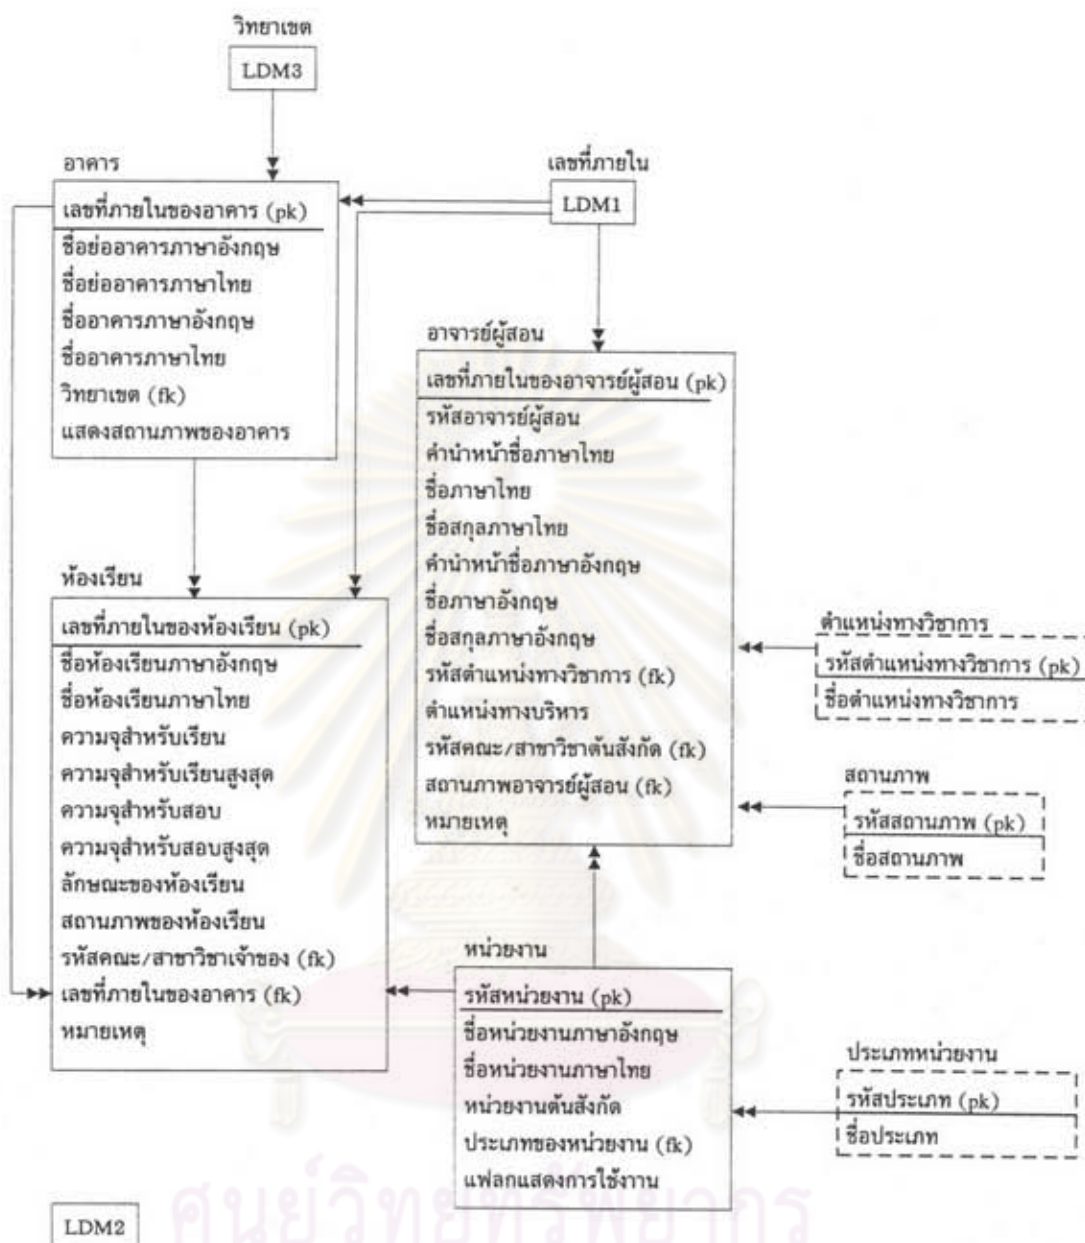 วิทยาเขต
LDM3
อาคาร
เลขที่ภายในของอาคาร (pk)
ชื่อย่ออาคารภาษาอังกฤษ
ชื่อย่ออาคารภาษาไทย
ชื่ออาคารภาษาอังกฤษ
ชื่ออาคารภาษาไทย
วิทยาเขต (fk)
แสดงสถานภาพของอาคาร
เลขที่ภายใน
LDM1
อาจารย์ผู้สอน
เลขที่ภายในของอาจารย์ผู้สอน (pk)
รหัสอาจารย์ผู้สอน
คำนำหน้าชื่อภาษาไทย
ชื่อภาษาไทย
ชื่อสกุลภาษาไทย
คำนำหน้าชื่อภาษาอังกฤษ
ชื่อภาษาอังกฤษ
ชื่อสกุลภาษาอังกฤษ
รหัสตำแหน่งทางวิชาการ (fk)
ตำแหน่งทางบริหาร
รหัสคณะ/สาขาวิชาต้นสังกัด (fk)
สถานภาพอาจารย์ผู้สอน (fk)
หมายเหตุ
ห้องเรียน
เลขที่ภายในของห้องเรียน (pk)
ชื่อห้องเรียนภาษาอังกฤษ
ชื่อห้องเรียนภาษาไทย
ความจุสำหรับเรียน
ความจุสำหรับเรียนสูงสุด
ความจุสำหรับสอบ
ความจุสำหรับสอบสูงสุด
ลักษณะของห้องเรียน
สถานภาพของห้องเรียน
รหัสคณะ/สาขาวิชาเจ้าของ (fk)
เลขที่ภายในของอาคาร (fk)
หมายเหตุ
ตำแหน่งทางวิชาการ
รหัสตำแหน่งทางวิชาการ (pk)
ชื่อตำแหน่งทางวิชาการ
สถานภาพ
รหัสสถานภาพ (pk)
ชื่อสถานภาพ
หน่วยงาน
รหัสหน่วยงาน (pk)
ชื่อหน่วยงานภาษาอังกฤษ
ชื่อหน่วยงานภาษาไทย
หน่วยงานต้นสังกัด
ประเภทของหน่วยงาน (fk)
แฟลกแสดงการใช้งาาน
ประเภทหน่วยงาน
รหัสประเภท (pk)
ชื่อประเภท
ศูนย์วิทยทรัพยากร
LDM2